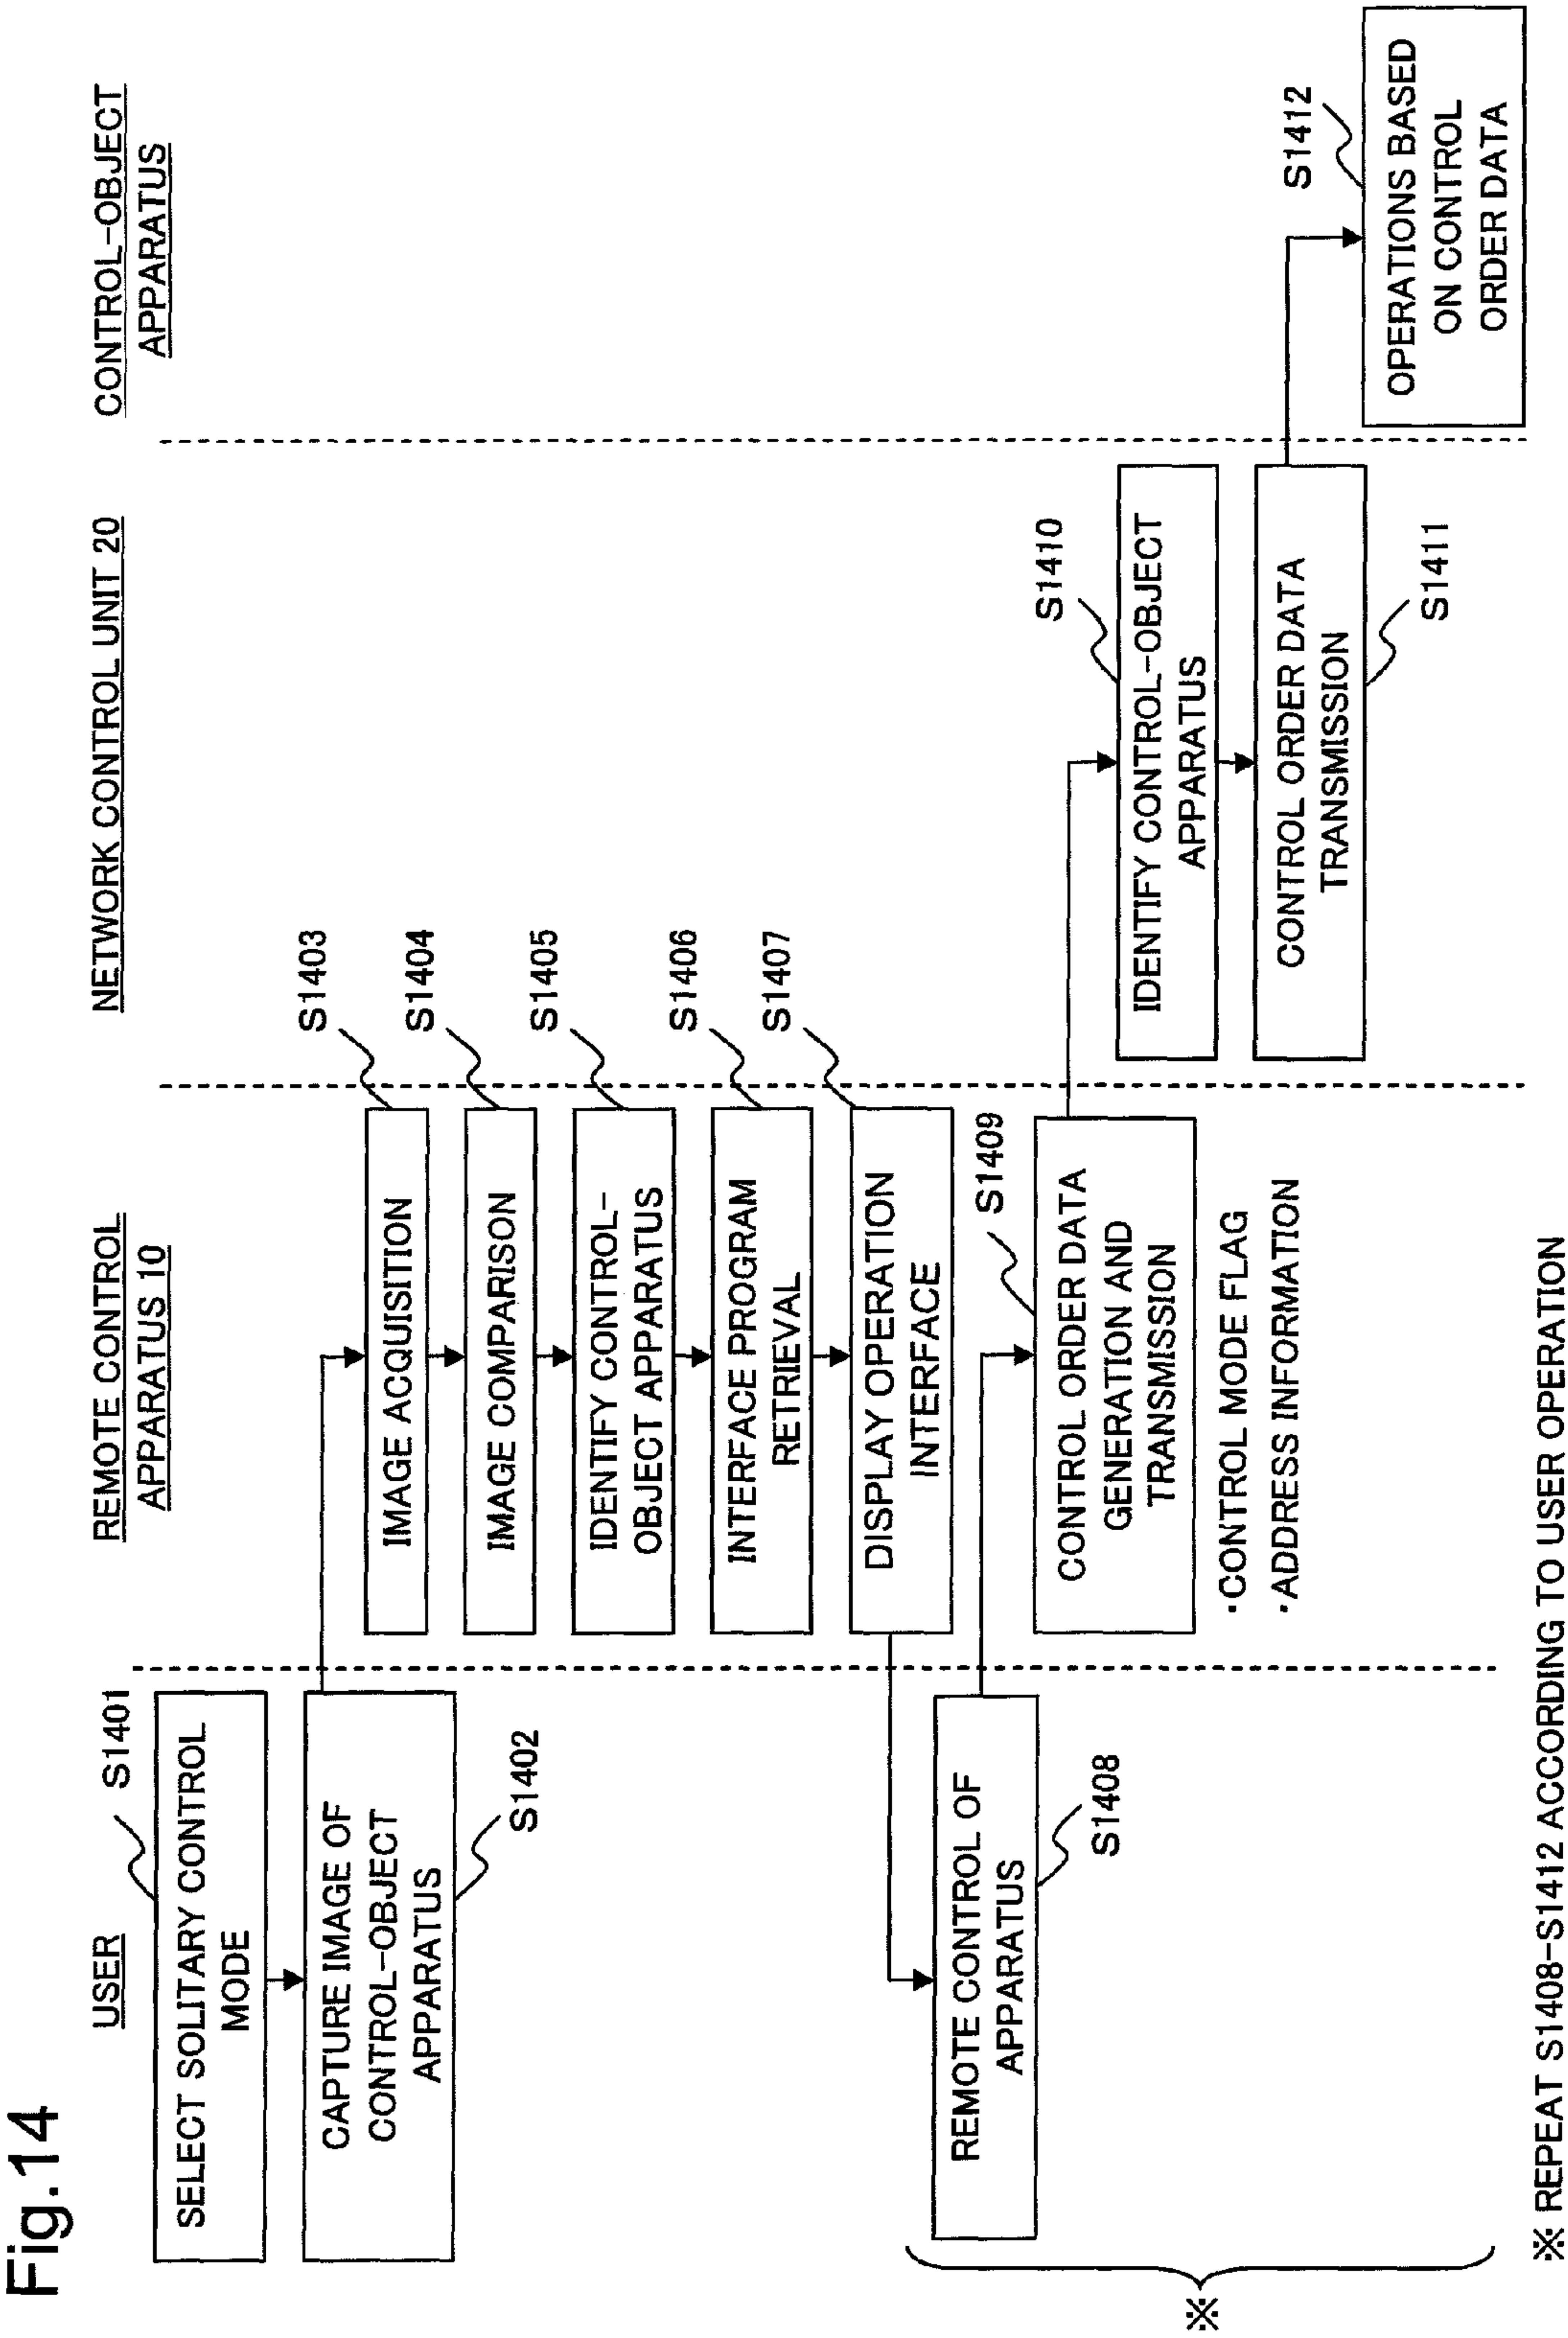 Fig.14
USER
REMOTE CONTROL
APPARATUS 10
NETWORK CONTROL UNIT 20
CONTROL-OBJECT
APPARATUS
S1401
SELECT SOLITARY CONTROL
MODE
CAPTURE IMAGE OF
CONTROL-OBJECT
APPARATUS
S1402
IMAGE ACQUISITION
S1403
IMAGE COMPARISON
S1404
IDENTIFY CONTROL-
OBJECT APPARATUS
S1405
INTERFACE PROGRAM
RETRIEVAL
S1406
DISPLAY OPERATION
INTERFACE
S1407
REMOTE CONTROL OF
APPARATUS
S1408
S1409
CONTROL ORDER DATA
GENERATION AND
TRANSMISSION
・CONTROL MODE FLAG
・ADDRESS INFORMATION
S1410
IDENTIFY CONTROL-OBJECT
APPARATUS
CONTROL ORDER DATA
TRANSMISSION
S1411
S1412
OPERATIONS BASED
ON CONTROL
ORDER DATA
※
※ REPEAT S1408-S1412 ACCORDING TO USER OPERATION